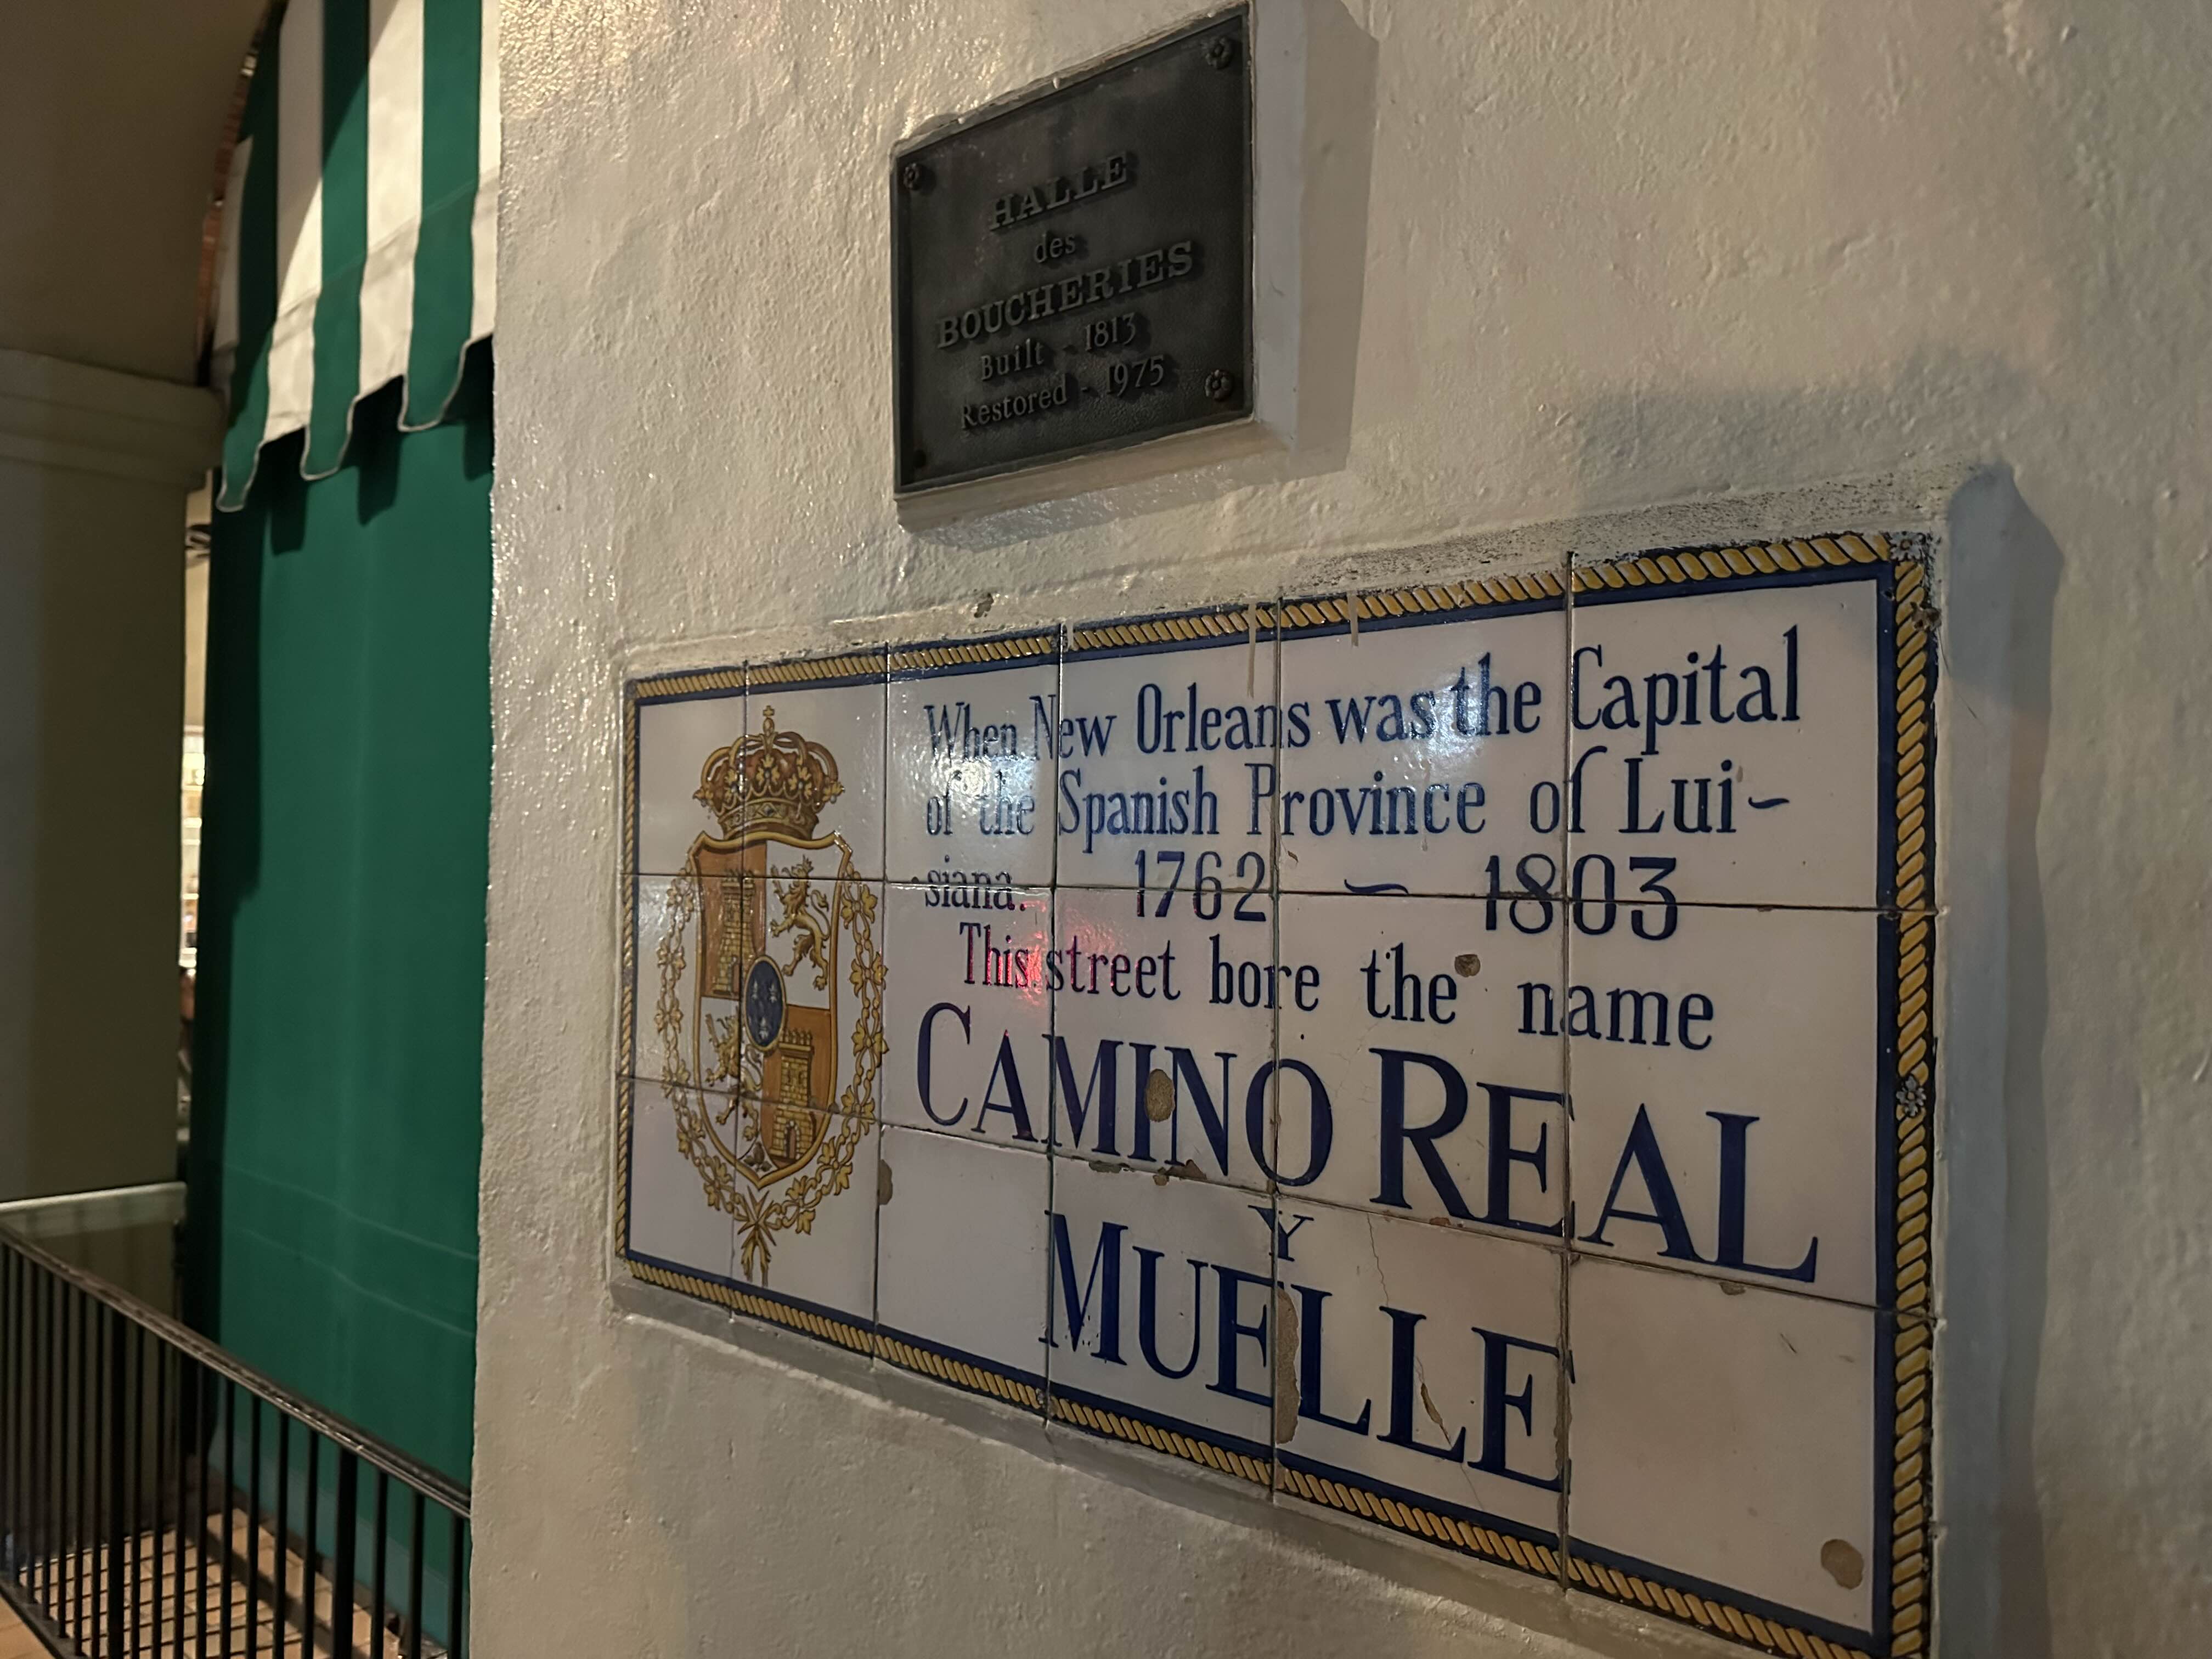 HALLE
des
BOUCHERIES
Built - 1813
Restored - 1975
When New Orleans was the Capital
of the Spanish Province of Lui-
siana. 1762 - 1803
This street bore the name
CAMINO REAL
Y
MUELLE